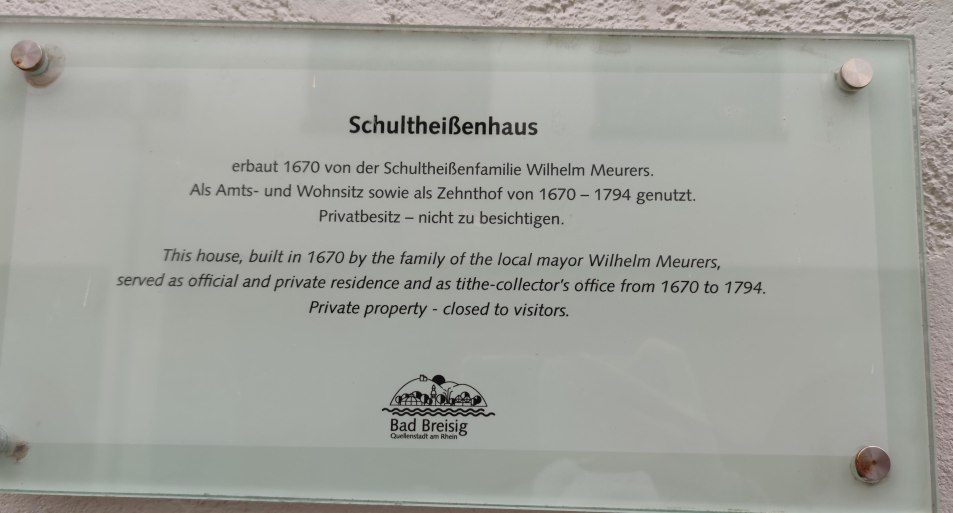 Schultheißenhaus
erbaut 1670 von der Schultheißenfamilie Wilhelm Meurers.
Als Amts- und Wohnsitz sowie als Zehnthof von 1670 – 1794 genutzt.
Privatbesitz – nicht zu besichtigen.
This house, built in 1670 by the family of the local mayor Wilhelm Meurers,
served as official and private residence and as tithe-collector's office from 1670 to 1794.
Private property - closed to visitors.
Bad Breisig
Quellenstadt am Rhein